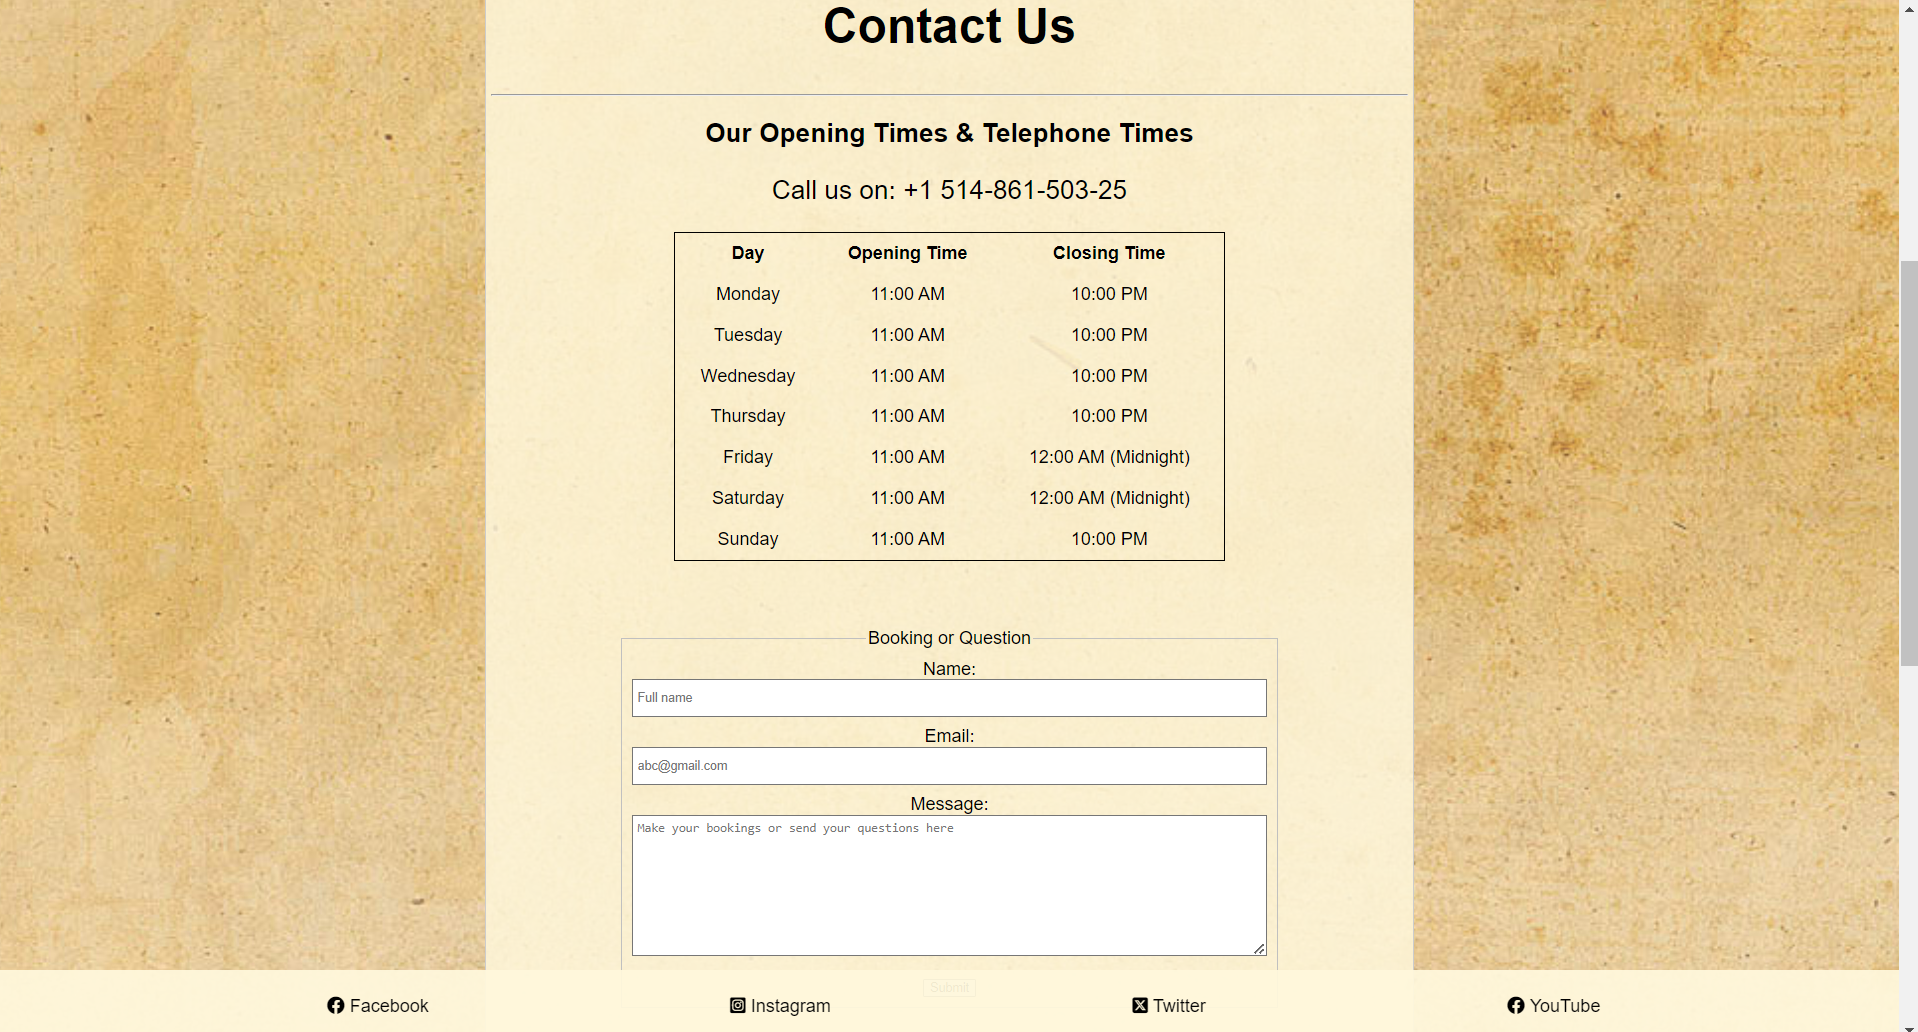 Contact Us
Our Opening Times & Telephone Times
Call us on: +1 514-861-503-25
Day Opening Time Closing Time
Monday 11:00 AM 10:00 PM
Tuesday 11:00 AM 10:00 PM
Wednesday 11:00 AM 10:00 PM
Thursday 11:00 AM 10:00 PM
Friday 11:00 AM 12:00 AM (Midnight)
Saturday 11:00 AM 12:00 AM (Midnight)
Sunday 11:00 AM 10:00 PM
Booking or Question
Name:
Full name
Email:
abc@gmail.com
Message:
Make your bookings or send your questions here
Submit
Facebook Instagram Twitter YouTube